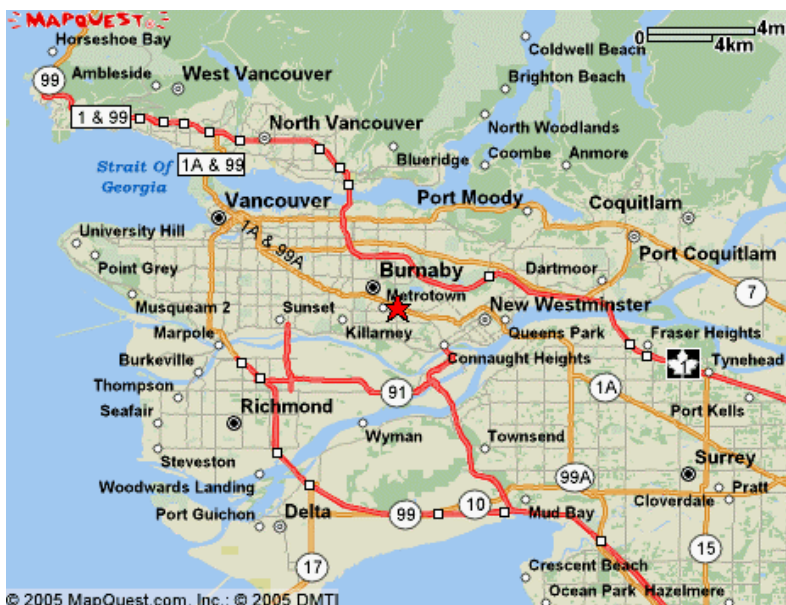 MAPQUEST
Horseshoe Bay
Coldwell Beach
0 4m
4km
99
Ambleside
West Vancouver
Brighton Beach
1 & 99
North Vancouver
North Woodlands
Blueridge
Coombe
Anmore
Strait Of
Georgia
1A & 99
Vancouver
Port Moody
Coquitlam
University Hill
1A & 99A
Port Coquitlam
Point Grey
Burnaby
Dartmoor
7
Musqueam 2
Sunset
Metrotown
New Westminster
Marpole
Killarney
Queens Park
Fraser Heights
Burkeville
Connaught Heights
1
Tynehead
Thompson
91
1A
Seafair
Richmond
Port Kells
Wyman
Townsend
Steveston
Surrey
Woodwards Landing
99A
Pratt
10
Cloverdale
Port Guichon
Delta
99
Mud Bay
15
17
Crescent Beach
Ocean Park
Hazelmere
© 2005 MapQuest.com, Inc.; © 2005 DMTI